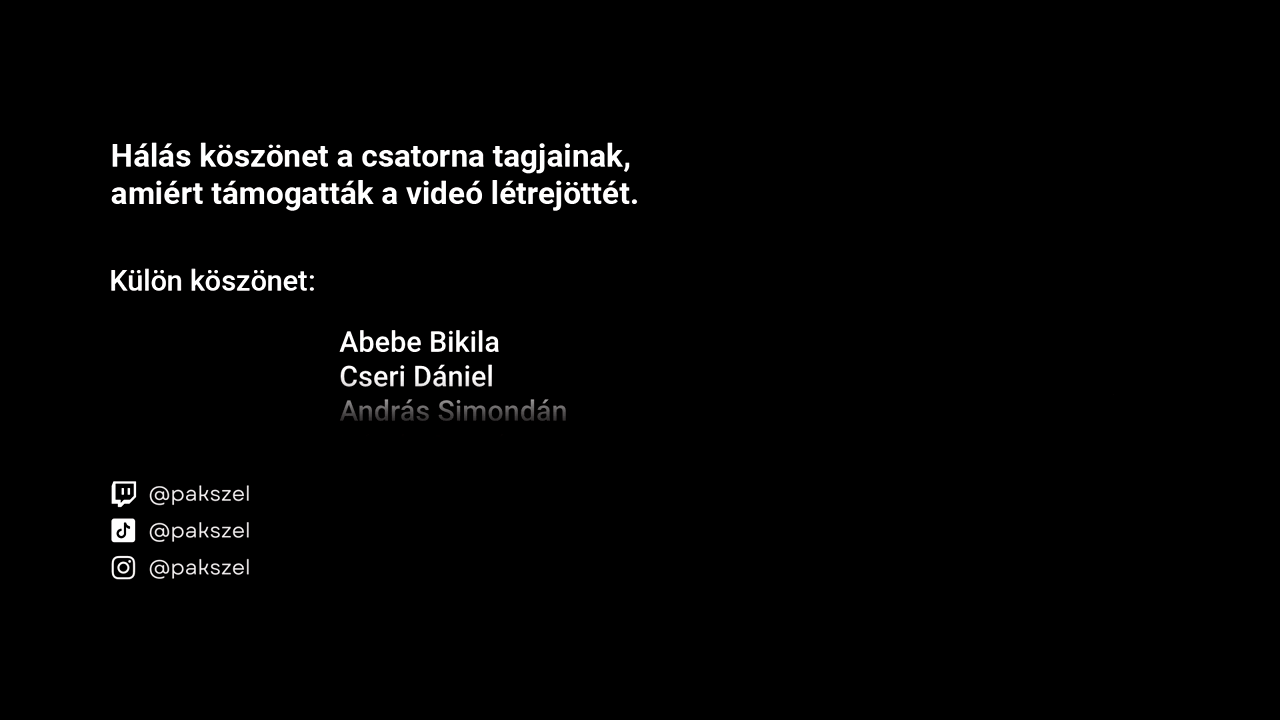 Hálás köszönet a csatorna tagjainak,
amiért támogatták a videó létrejöttét.
Külön köszönet:
Abebe Bikila
Cseri Dániel
András Simondán
@pakszel
@pakszel
@pakszel